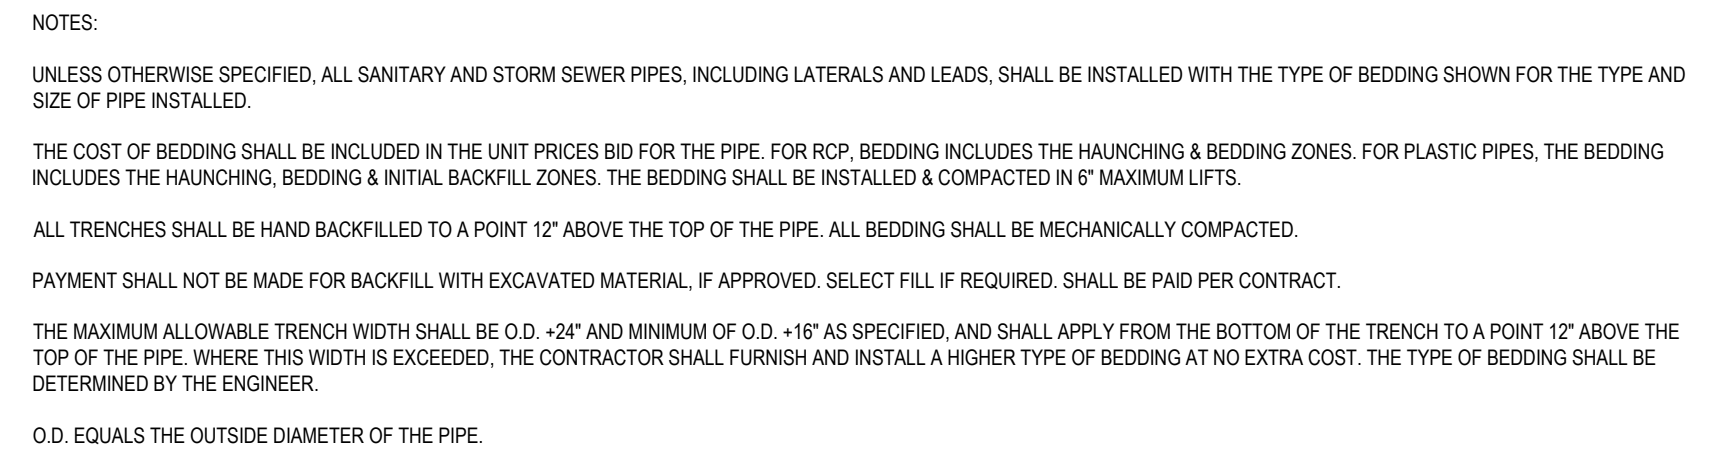 NOTES:
UNLESS OTHERWISE SPECIFIED, ALL SANITARY AND STORM SEWER PIPES, INCLUDING LATERALS AND LEADS, SHALL BE INSTALLED WITH THE TYPE OF BEDDING SHOWN FOR THE TYPE AND
SIZE OF PIPE INSTALLED.
THE COST OF BEDDING SHALL BE INCLUDED IN THE UNIT PRICES BID FOR THE PIPE. FOR RCP, BEDDING INCLUDES THE HAUNCHING & BEDDING ZONES. FOR PLASTIC PIPES, THE BEDDING
INCLUDES THE HAUNCHING, BEDDING & INITIAL BACKFILL ZONES. THE BEDDING SHALL BE INSTALLED & COMPACTED IN 6" MAXIMUM LIFTS.
ALL TRENCHES SHALL BE HAND BACKFILLED TO A POINT 12" ABOVE THE TOP OF THE PIPE. ALL BEDDING SHALL BE MECHANICALLY COMPACTED.
PAYMENT SHALL NOT BE MADE FOR BACKFILL WITH EXCAVATED MATERIAL, IF APPROVED. SELECT FILL IF REQUIRED. SHALL BE PAID PER CONTRACT.
THE MAXIMUM ALLOWABLE TRENCH WIDTH SHALL BE O.D. +24" AND MINIMUM OF O.D. +16" AS SPECIFIED, AND SHALL APPLY FROM THE BOTTOM OF THE TRENCH TO A POINT 12" ABOVE THE
TOP OF THE PIPE. WHERE THIS WIDTH IS EXCEEDED, THE CONTRACTOR SHALL FURNISH AND INSTALL A HIGHER TYPE OF BEDDING AT NO EXTRA COST. THE TYPE OF BEDDING SHALL BE
DETERMINED BY THE ENGINEER.
O.D. EQUALS THE OUTSIDE DIAMETER OF THE PIPE.